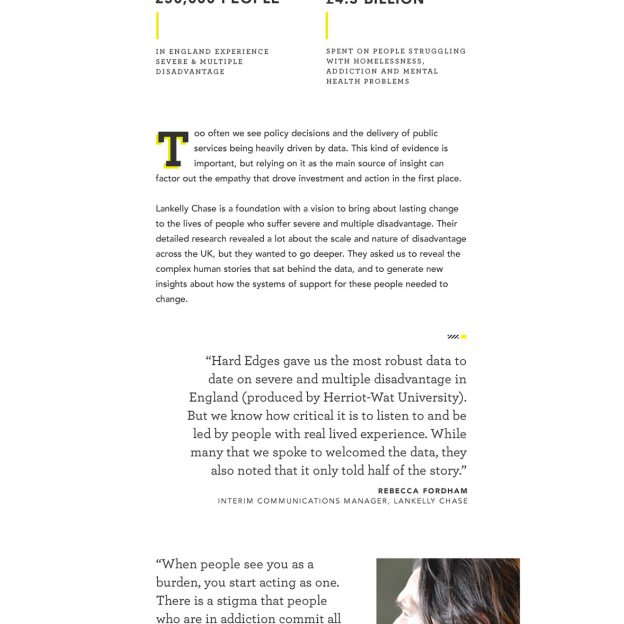 250,000 PEOPLE
£4.3 BILLION
IN ENGLAND EXPERIENCE
SEVERE & MULTIPLE
DISADVANTAGE
SPENT ON PEOPLE STRUGGLING
WITH HOMELESSNESS,
ADDICTION AND MENTAL
HEALTH PROBLEMS
Too often we see policy decisions and the delivery of public
services being heavily driven by data. This kind of evidence is
important, but relying on it as the main source of insight can
factor out the empathy that drove investment and action in the first place.
Lankelly Chase is a foundation with a vision to bring about lasting change
to the lives of people who suffer severe and multiple disadvantage. Their
detailed research revealed a lot about the scale and nature of disadvantage
across the UK, but they wanted to go deeper. They asked us to reveal the
complex human stories that sat behind the data, and to generate new
insights about how the systems of support for these people needed to
change.
“Hard Edges gave us the most robust data to
date on severe and multiple disadvantage in
England (produced by Herriot-Wat University).
But we know how critical it is to listen to and be
led by people with real lived experience. While
many that we spoke to welcomed the data, they
also noted that it only told half of the story.”
REBECCA FORDHAM
INTERIM COMMUNICATIONS MANAGER, LANKELLY CHASE
“When people see you as a
burden, you start acting as one.
There is a stigma that people
who are in addiction commit all